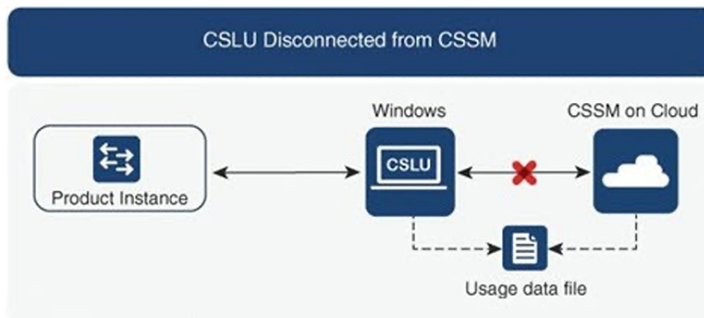 CSLU Disconnected from CSSM
Windows
CSSM on Cloud
CSLU
Product Instance
Usage data file